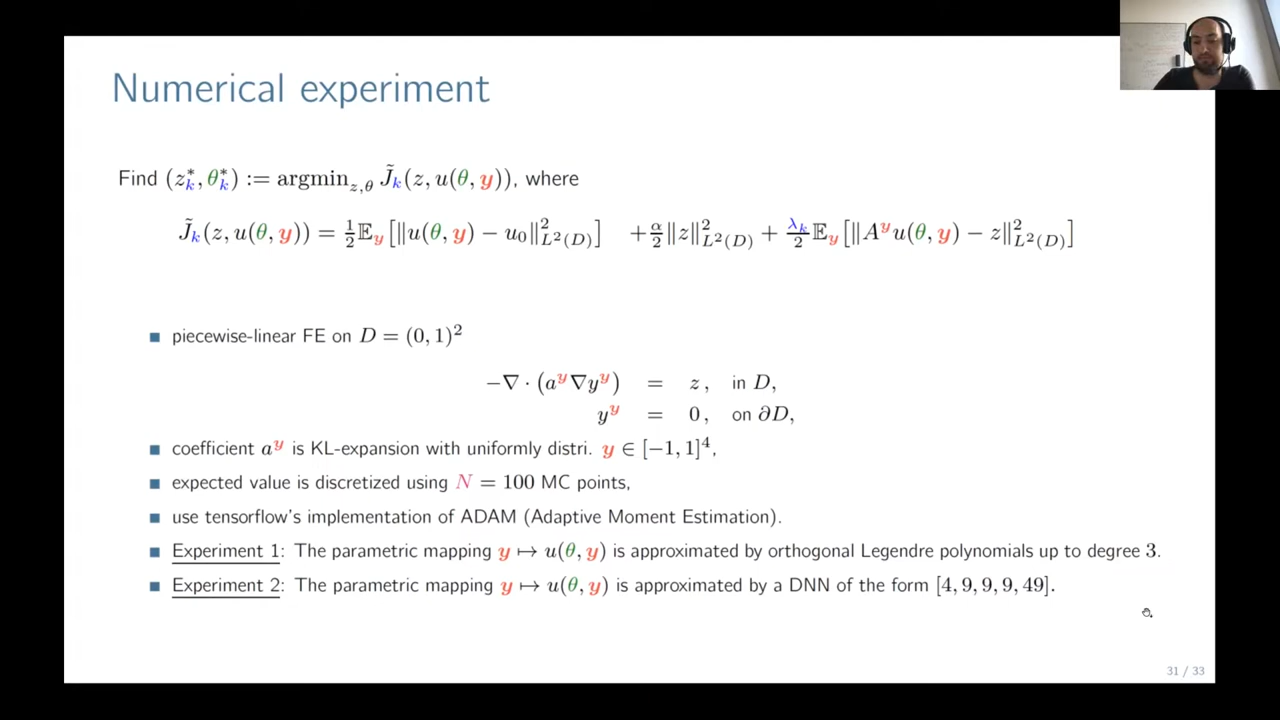 Numerical experiment
Find (z*_k, θ*_k) := argmin_{z,θ} J̃_k(z, u(θ, y)), where
J̃_k(z, u(θ, y)) = 1/2 𝔼_y[‖u(θ, y) − u_0‖²_{L²(D)}] + α/2 ‖z‖²_{L²(D)} + λ_k/2 𝔼_y[‖A^y u(θ, y) − z‖²_{L²(D)}]
■ piecewise-linear FE on D = (0, 1)²
−∇ · (a^y ∇y^y) = z , in D,
y^y = 0 , on ∂D,
■ coefficient a^y is KL-expansion with uniformly distri. y ∈ [−1, 1]⁴,
■ expected value is discretized using N = 100 MC points,
■ use tensorflow's implementation of ADAM (Adaptive Moment Estimation).
■ Experiment 1: The parametric mapping y ↦ u(θ, y) is approximated by orthogonal Legendre polynomials up to degree 3.
■ Experiment 2: The parametric mapping y ↦ u(θ, y) is approximated by a DNN of the form [4, 9, 9, 9, 49].
31 / 33